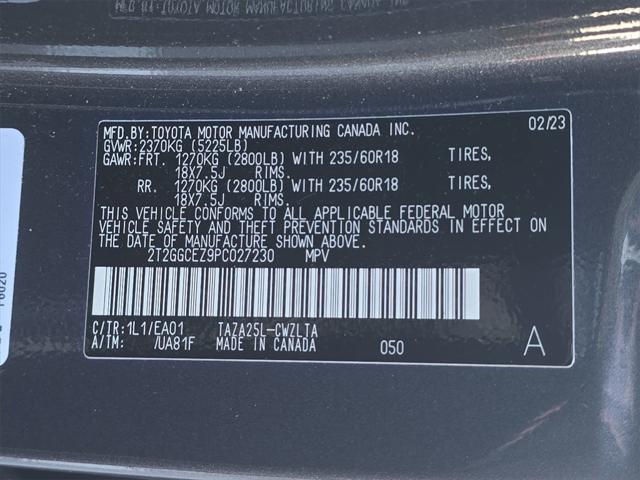 MFD.BY:TOYOTA MOTOR MANUFACTURING CANADA INC. 02/23
GVWR:2370KG (5225LB)
GAWR:FRT. 1270KG (2800LB) WITH 235/60R18 TIRES,
18X7.5J RIMS.
RR. 1270KG (2800LB) WITH 235/60R18 TIRES,
18X7.5J RIMS.
THIS VEHICLE CONFORMS TO ALL APPLICABLE FEDERAL MOTOR
VEHICLE SAFETY AND THEFT PREVENTION STANDARDS IN EFFECT ON
THE DATE OF MANUFACTURE SHOWN ABOVE.
2T2GGCEZ9PC027230 MPV
C/TR:1L1/EA01 TAZA25L-CWZLTA
A/TM: /UA81F MADE IN CANADA 050 A